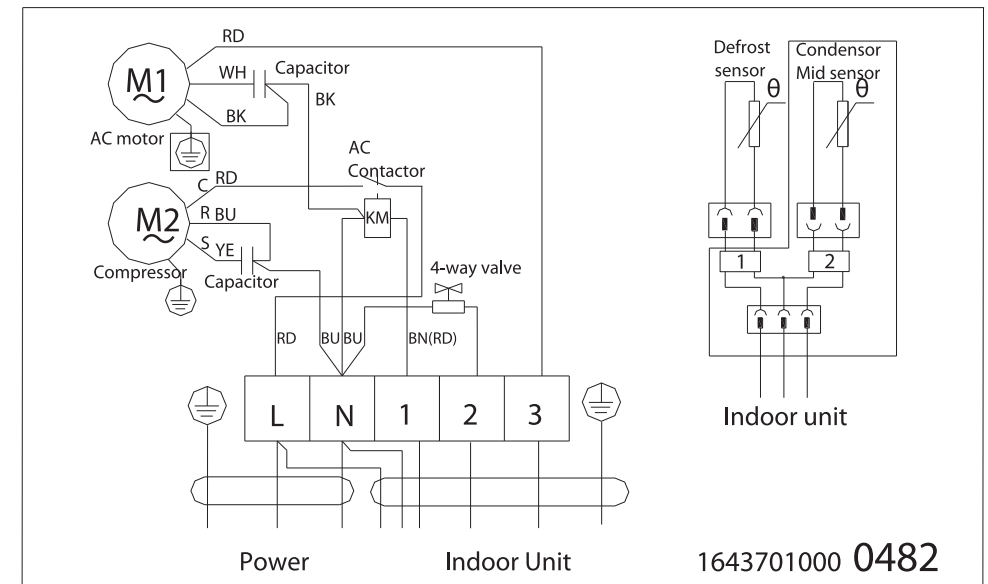 RD
M1
WH
Capacitor
BK
BK
AC motor
AC
Contactor
C RD
KM
R BU
M2
S YE
Compressor
Capacitor
4-way valve
RD
BU BU
BN(RD)
L N 1 2 3
Power
Indoor Unit
Defrost
sensor
Condensor
Mid sensor
θ θ
1 2
Indoor unit
1643701000 0482